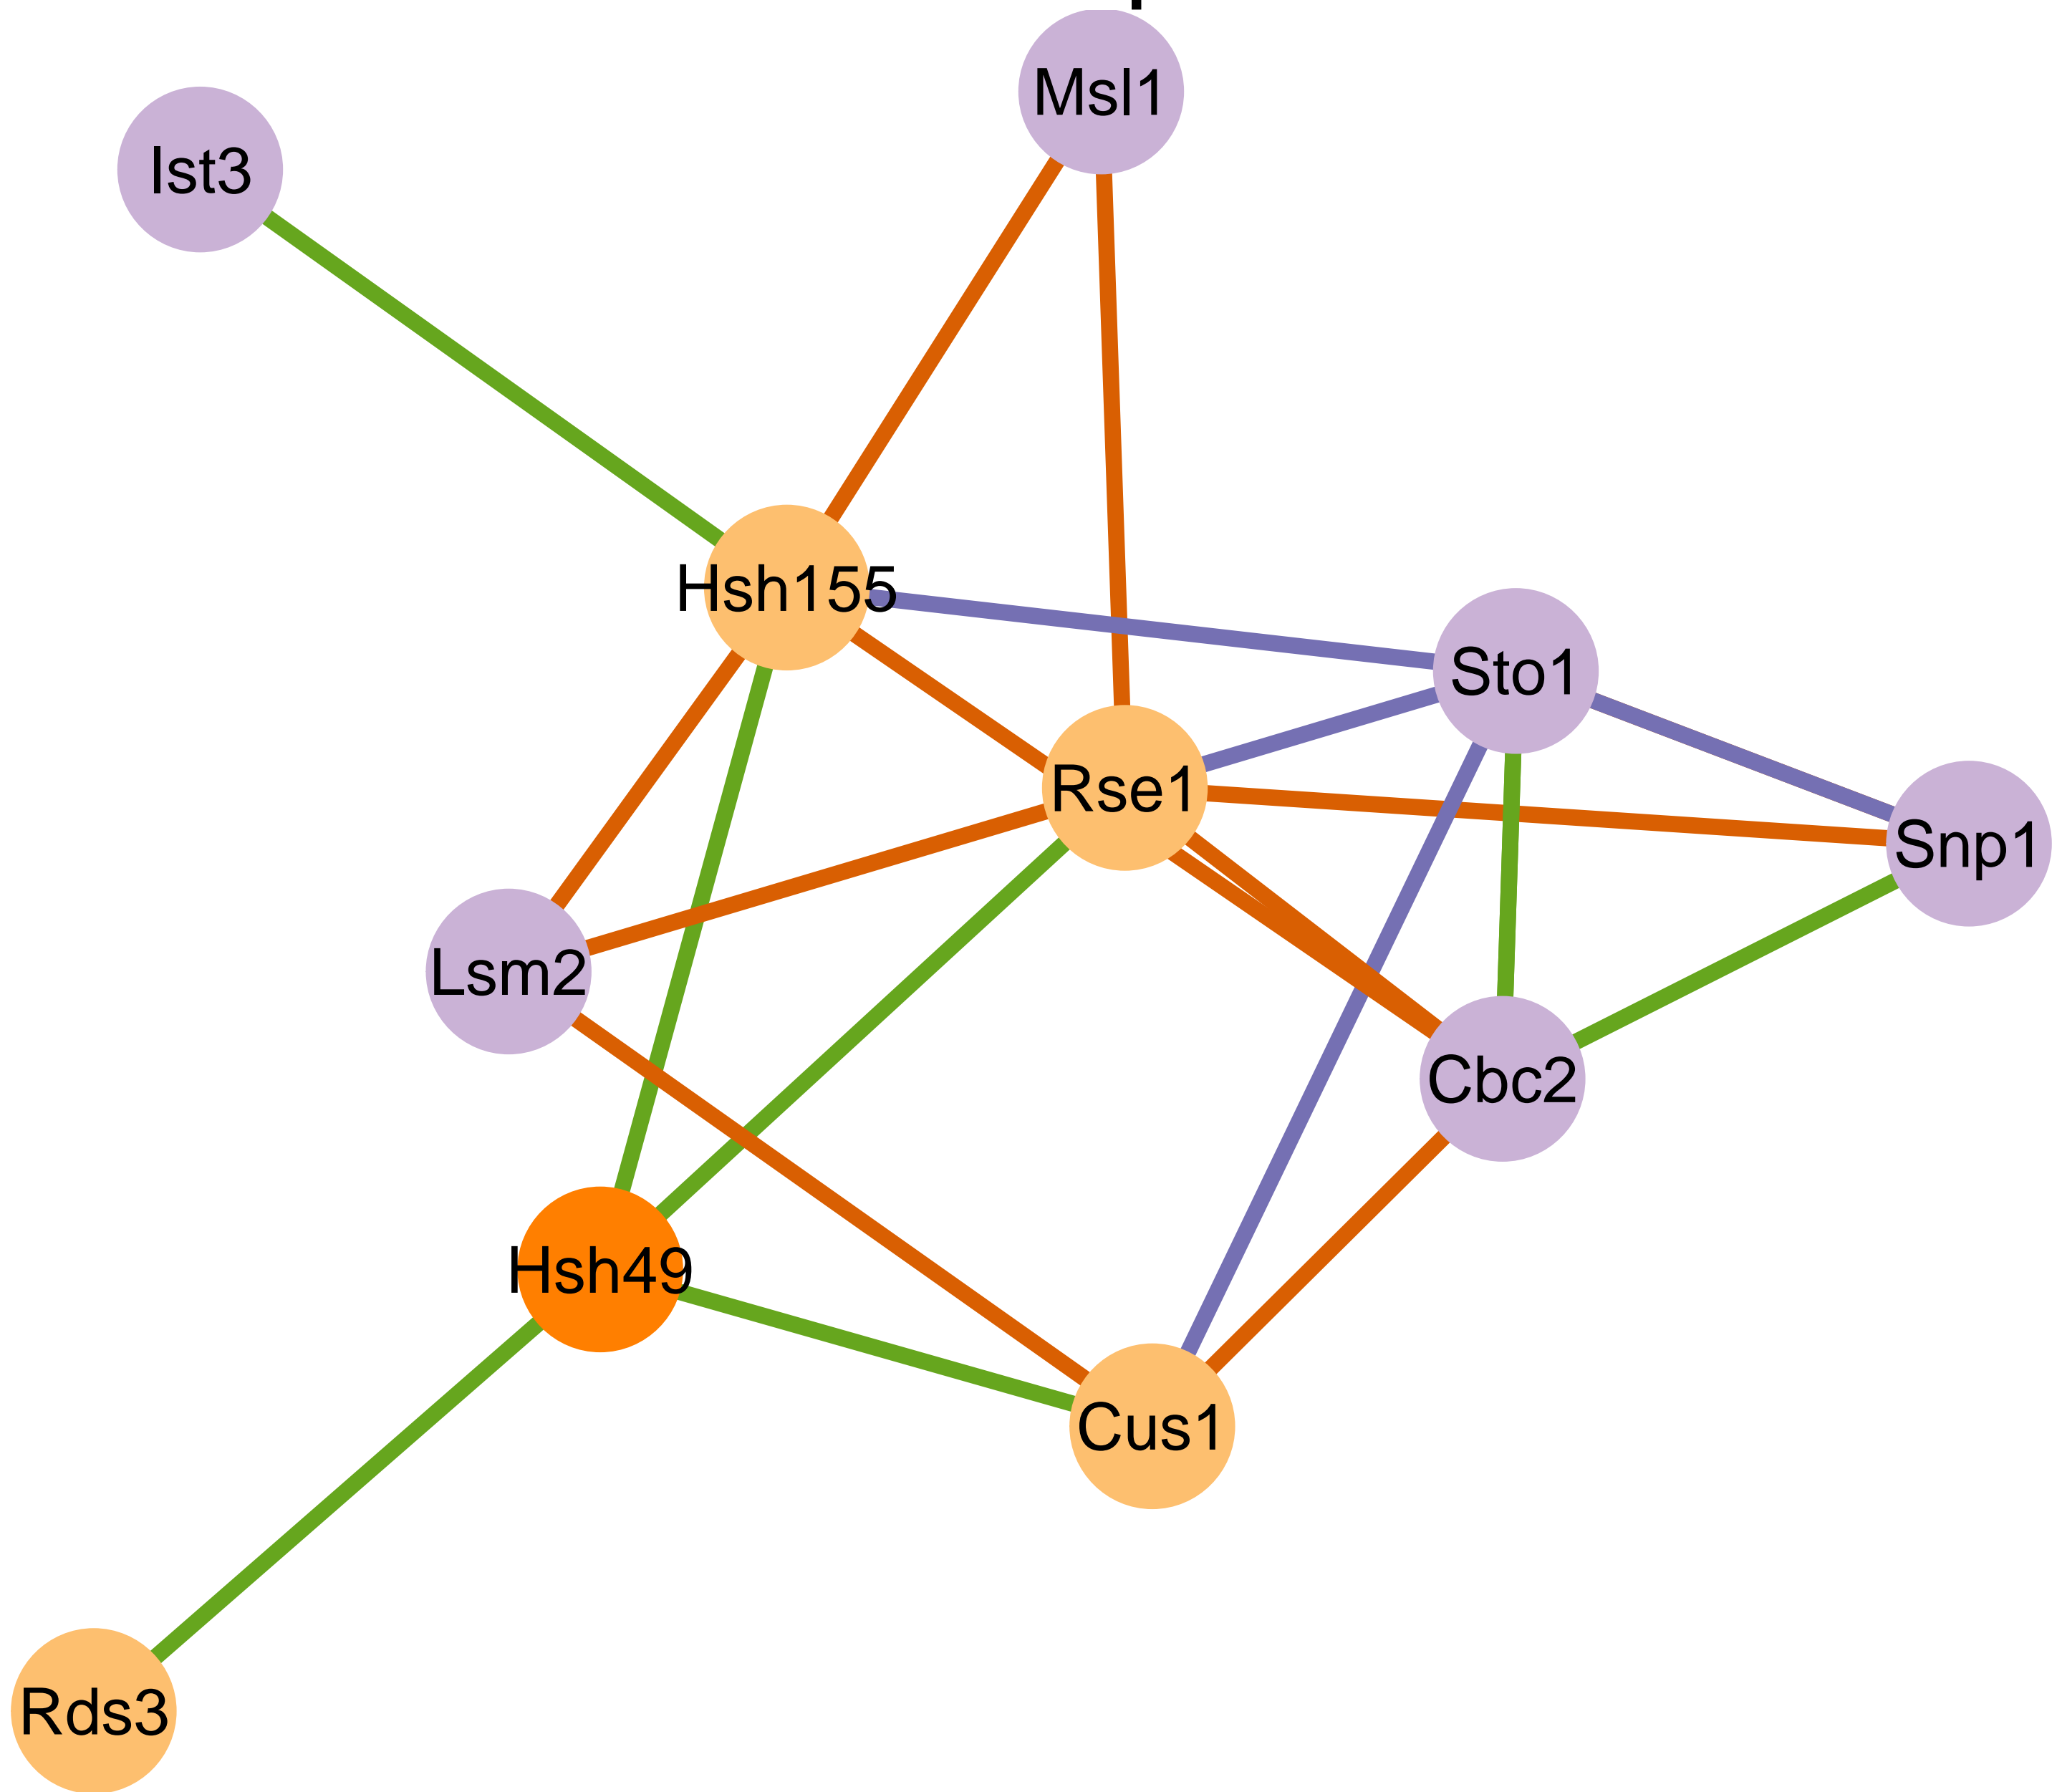 Msl1
Ist3
Hsh155
Sto1
Rse1
Snp1
Lsm2
Cbc2
Hsh49
Cus1
Rds3